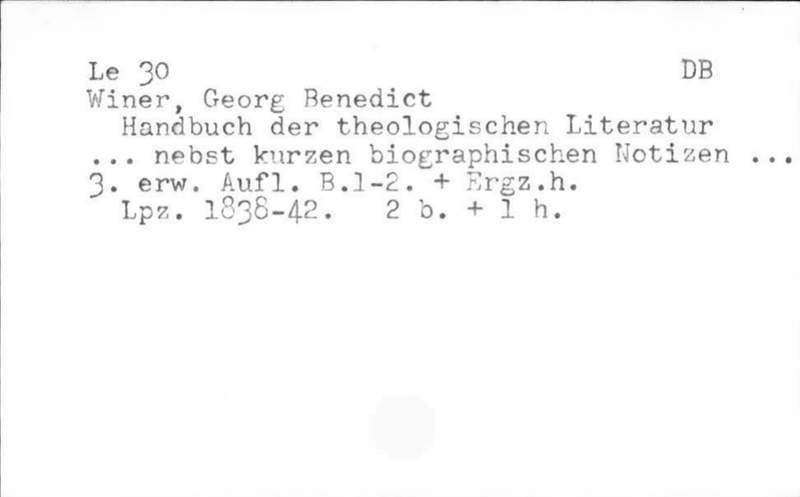 Le 30 DB
Winer, Georg Benedict
Handbuch der theologischen Literatur
... nebst kurzen biographischen Notizen ...
3. erw. Aufl. B.1-2. + Ergz.h.
Lpz. 1838-42. 2 b. + 1 h.